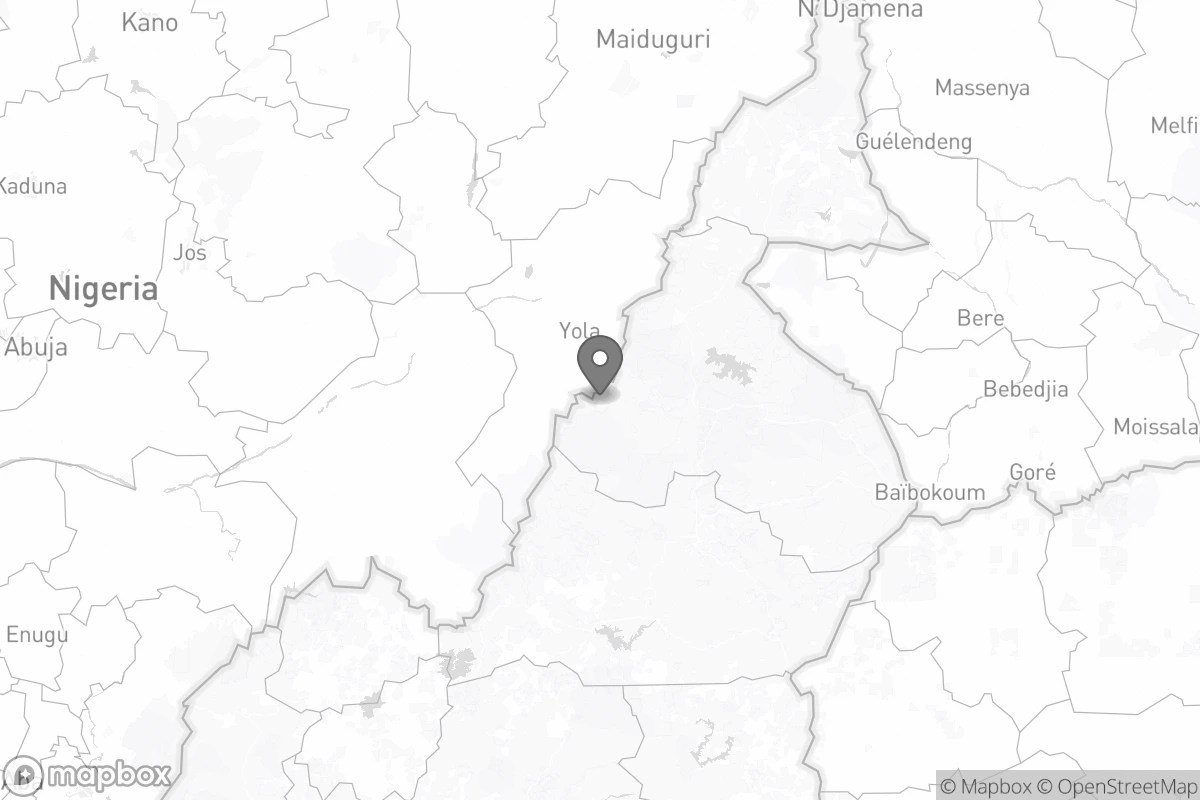 N'Djamena
Kano
Maiduguri
Massenya
Melfi
Guélendeng
Kaduna
Jos
Nigeria
Bere
Yola
Abuja
Bebedjia
Moissala
Goré
Baïbokoum
Enugu
Aba
mapbox
© Mapbox © OpenStreetMap